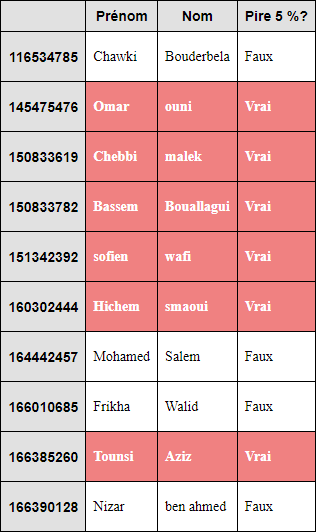 Prénom Nom Pire 5 %?
116534785 Chawki Bouderbela Faux
145475476 Omar ouni Vrai
150833619 Chebbi malek Vrai
150833782 Bassem Bouallagui Vrai
151342392 sofien wafi Vrai
160302444 Hichem smaoui Vrai
164442457 Mohamed Salem Faux
166010685 Frikha Walid Faux
166385260 Tounsi Aziz Vrai
166390128 Nizar ben ahmed Faux